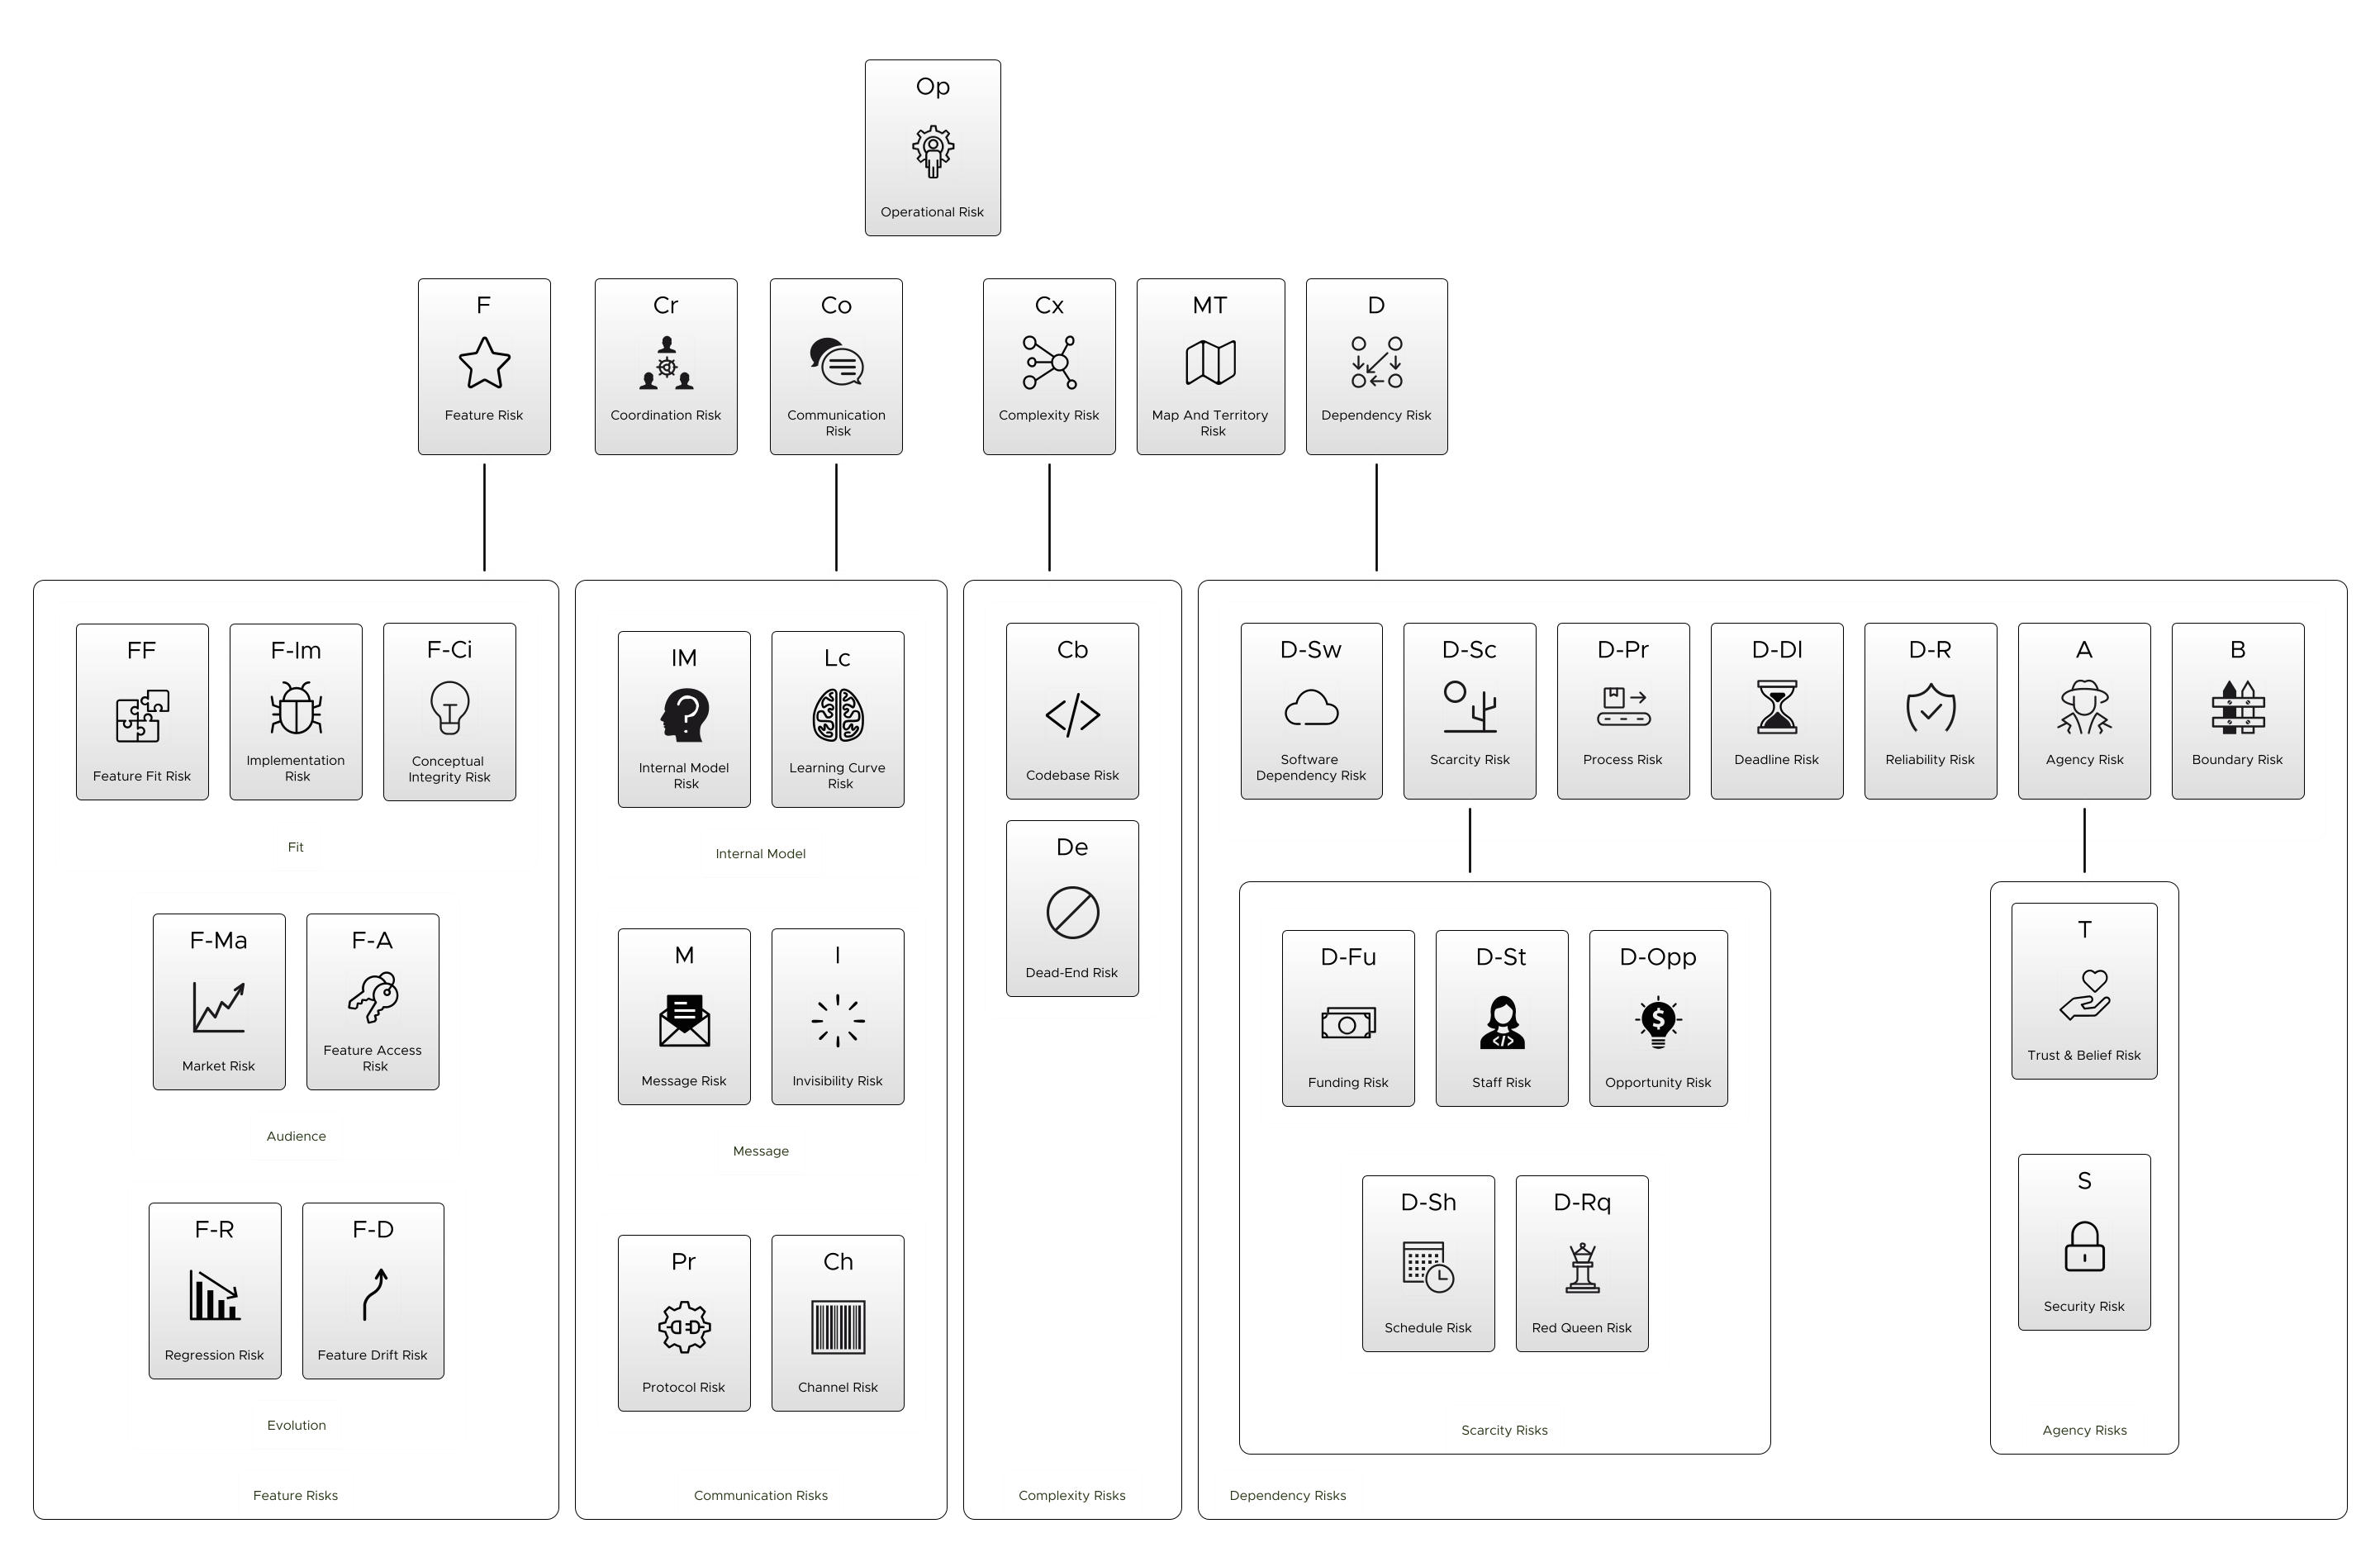 Op
Operational Risk
F
Feature Risk
Cr
Coordination Risk
Co
Communication
Risk
Cx
Complexity Risk
MT
Map And Territory
Risk
D
Dependency Risk
FF
Feature Fit Risk
F-Im
Implementation
Risk
F-Ci
Conceptual
Integrity Risk
Fit
F-Ma
Market Risk
F-A
Feature Access
Risk
Audience
F-R
Regression Risk
F-D
Feature Drift Risk
Evolution
Feature Risks
IM
Internal Model
Risk
Lc
Learning Curve
Risk
Internal Model
M
Message Risk
I
Invisibility Risk
Message
Pr
Protocol Risk
Ch
Channel Risk
Communication Risks
Cb
</>
Codebase Risk
De
Dead-End Risk
Complexity Risks
D-Sw
Software
Dependency Risk
D-Sc
Scarcity Risk
D-Pr
Process Risk
D-Dl
Deadline Risk
D-R
Reliability Risk
A
Agency Risk
B
Boundary Risk
D-Fu
Funding Risk
D-St
</>
Staff Risk
D-Opp
$
Opportunity Risk
D-Sh
Schedule Risk
D-Rq
Red Queen Risk
Scarcity Risks
T
Trust & Belief Risk
S
Security Risk
Agency Risks
Dependency Risks